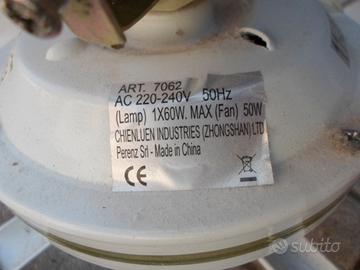 ART. 7062
AC 220-240V 50Hz
(Lamp) 1X60W. MAX (Fan) 50W
CHIENLUEN INDUSTRIES (ZHONGSHAN) LTD
Perenz Srl - Made in China
CE
subito